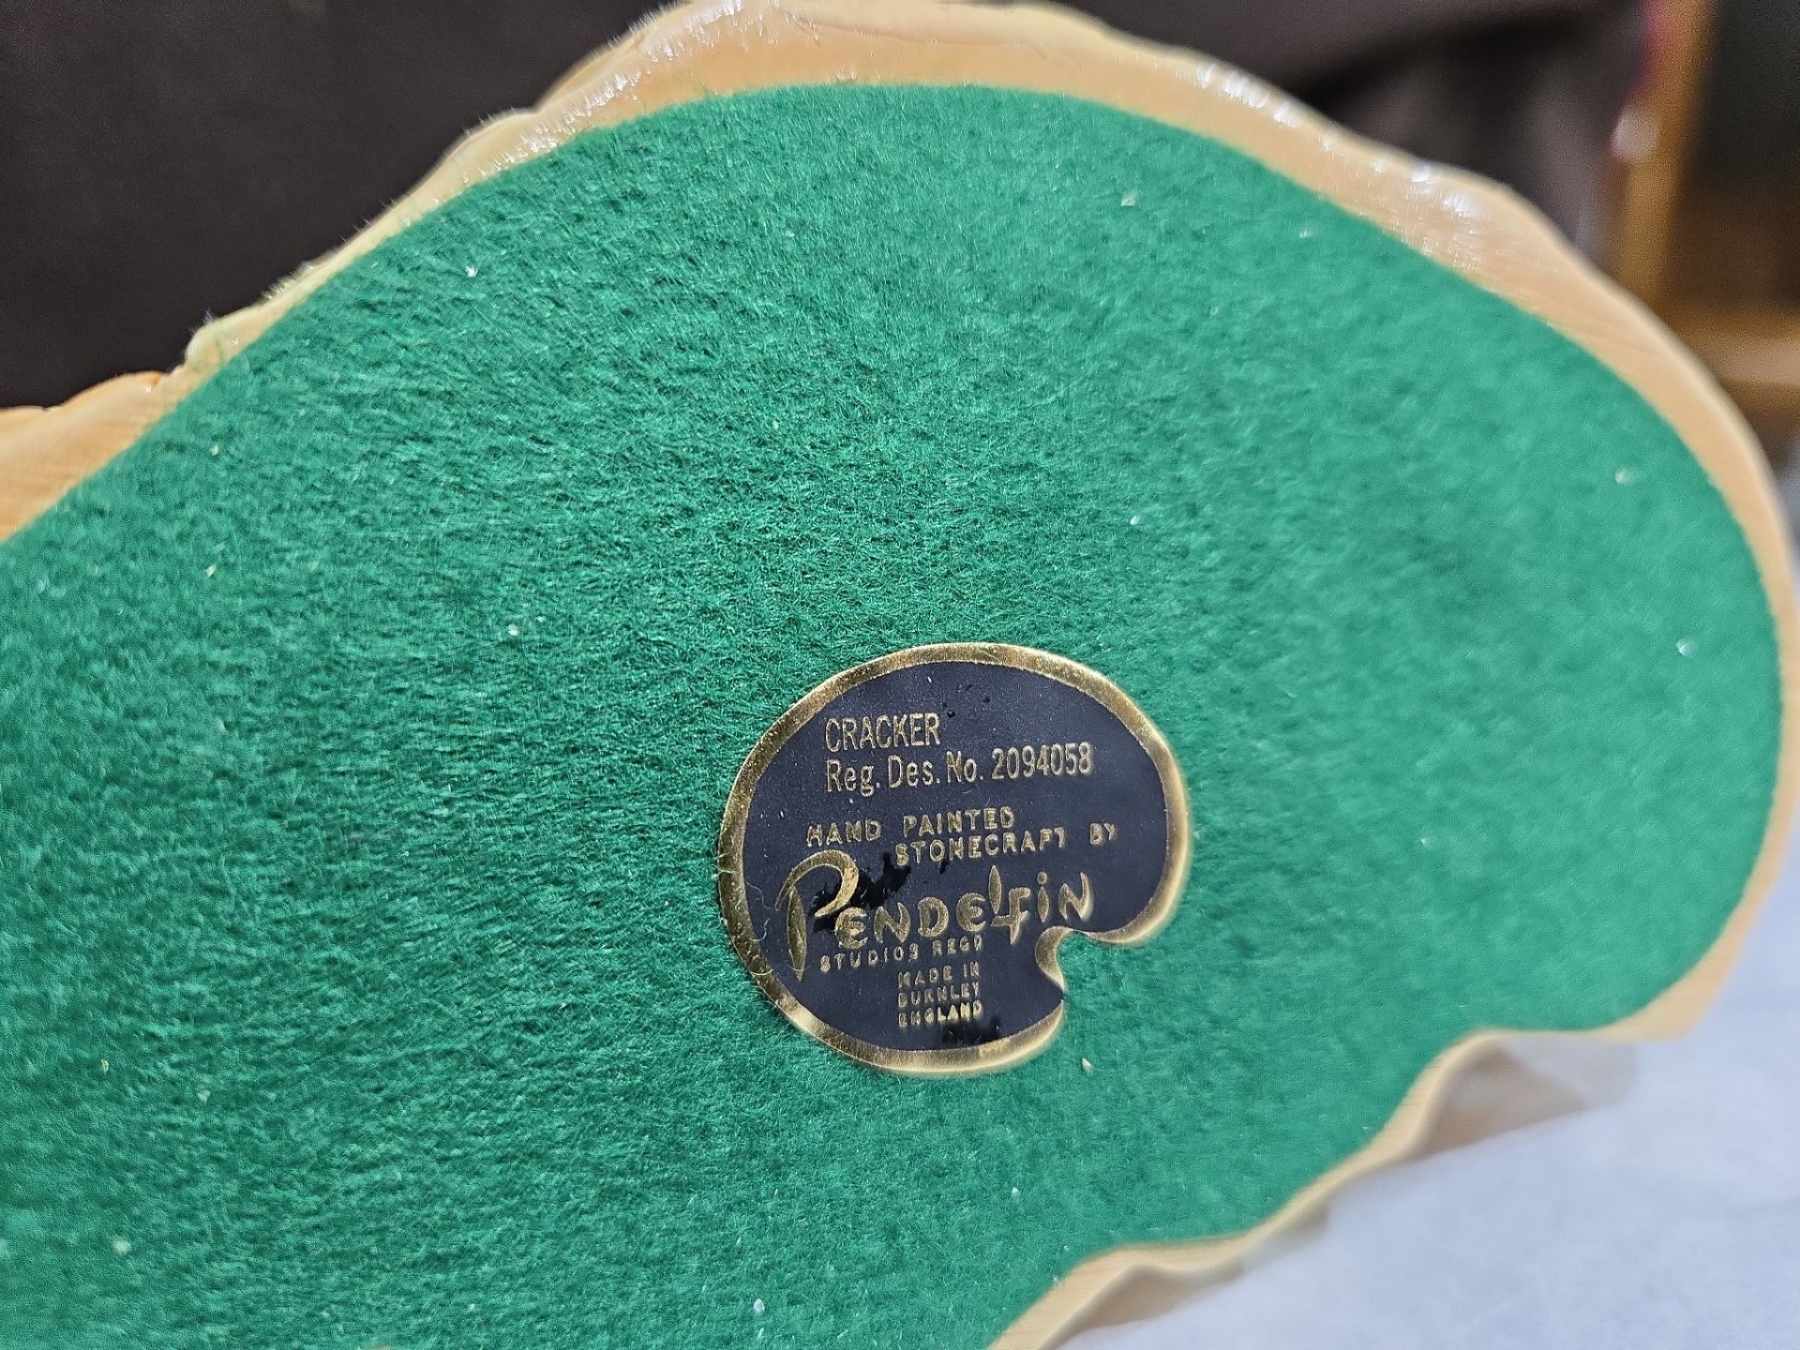 CRACKER
Reg. Des. No. 2094058
HAND PAINTED
STONECRAFT BY
PENDELFIN
STUDIOS REGD
MADE IN
BURNLEY
ENGLAND